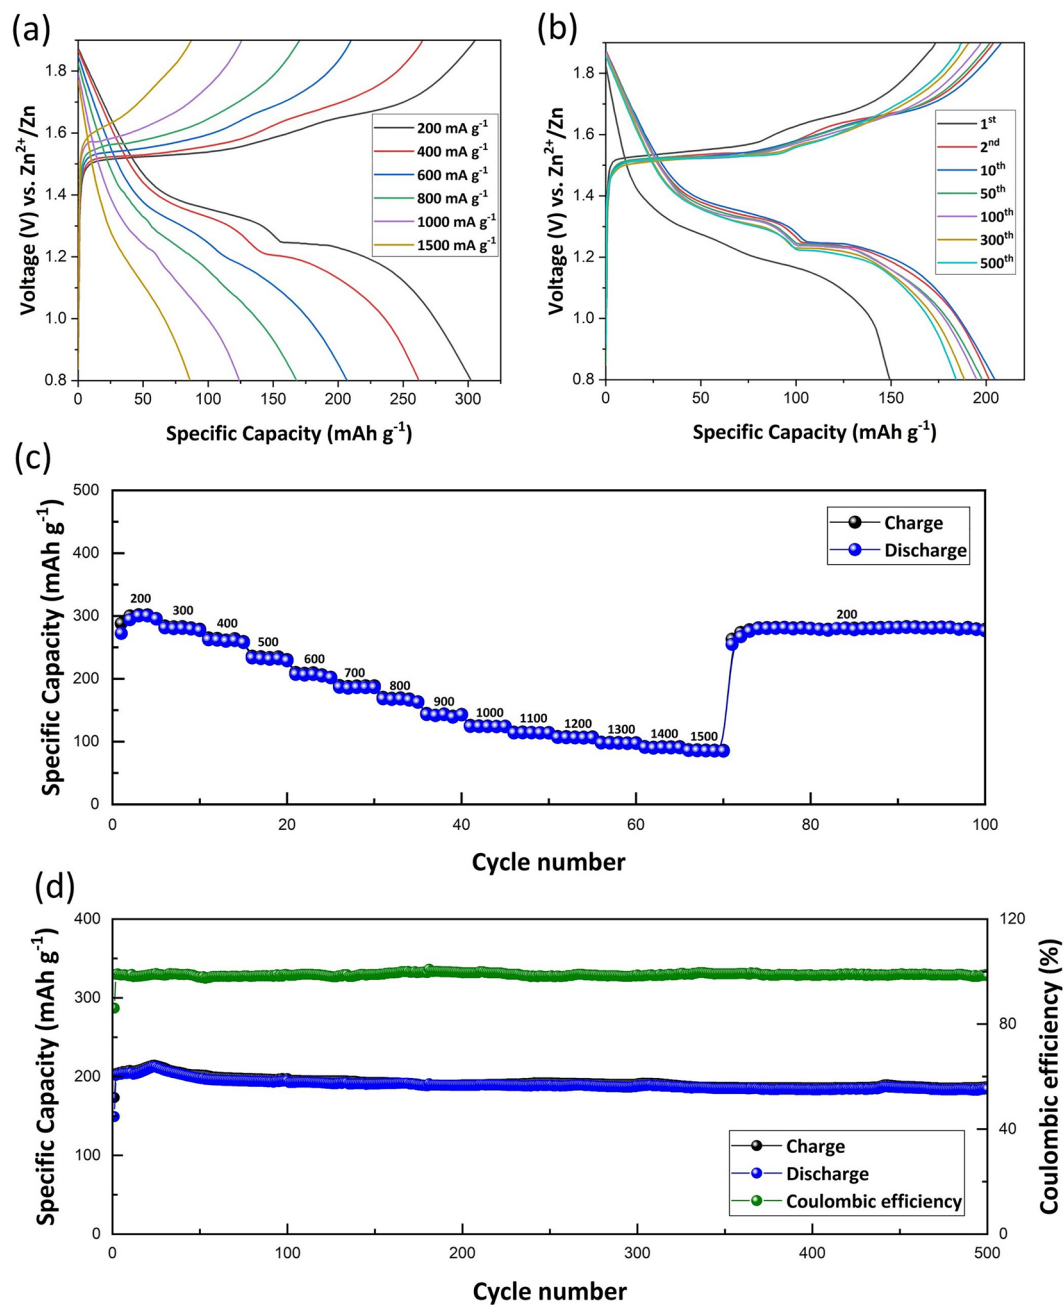 (a)
(b)
Voltage (V) vs. Zn²⁺/Zn
1.8
1.6
1.4
1.2
1.0
0.8
200 mA g⁻¹
400 mA g⁻¹
600 mA g⁻¹
800 mA g⁻¹
1000 mA g⁻¹
1500 mA g⁻¹
0 50 100 150 200 250 300
Specific Capacity (mAh g⁻¹)
Voltage (V) vs. Zn²⁺/Zn
1.8
1.6
1.4
1.2
1.0
0.8
1ˢᵗ
2ⁿᵈ
10ᵗʰ
50ᵗʰ
100ᵗʰ
300ᵗʰ
500ᵗʰ
0 50 100 150 200
Specific Capacity (mAh g⁻¹)
(c)
Specific Capacity (mAh g⁻¹)
500
400
300
200
100
0
Charge
Discharge
200
300
400
500
600
700
800
900
1000
1100
1200
1300
1400
1500
200
0 20 40 60 80 100
Cycle number
(d)
Specific Capacity (mAh g⁻¹)
400
300
200
100
0
Charge
Discharge
Coulombic efficiency
120
80
40
0
Coulombic efficiency (%)
0 100 200 300 400 500
Cycle number